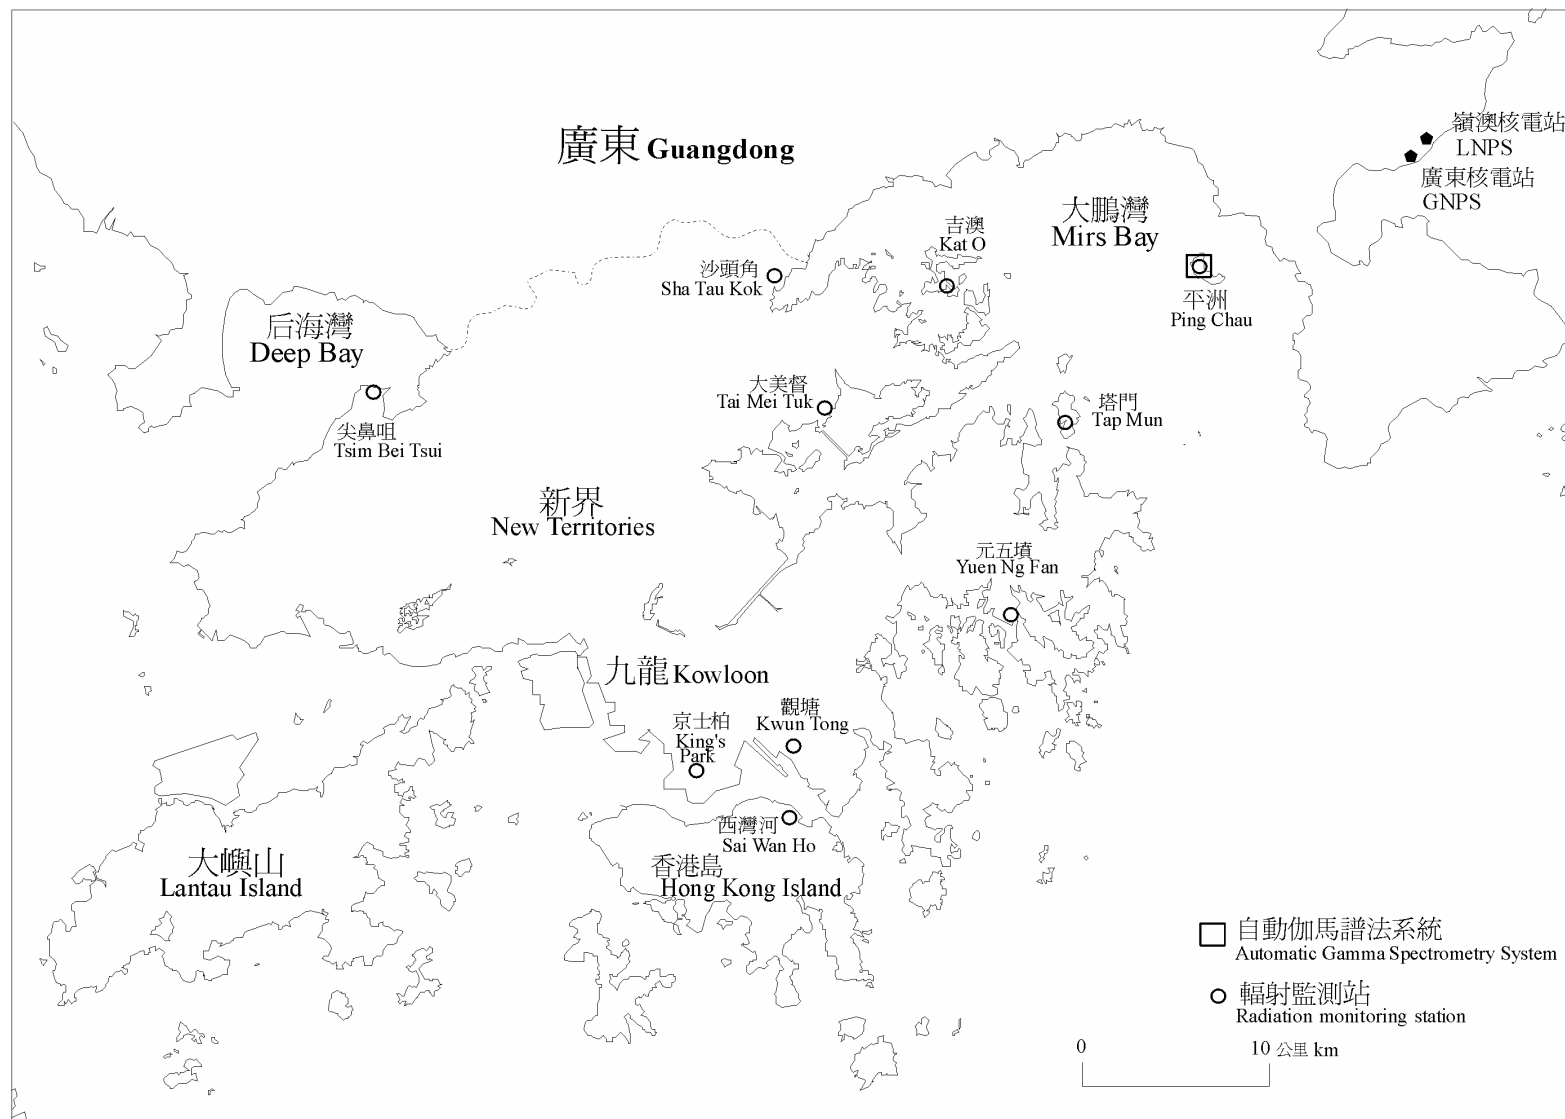 廣東 Guangdong
嶺澳核電站
LNPS
廣東核電站
GNPS
大鵬灣
Mirs Bay
吉澳
Kat O
沙頭角
Sha Tau Kok
平洲
Ping Chau
后海灣
Deep Bay
大美督
Tai Mei Tuk
塔門
Tap Mun
尖鼻咀
Tsim Bei Tsui
新界
New Territories
元五墳
Yuen Ng Fan
九龍 Kowloon
京士柏
King's
Park
觀塘
Kwun Tong
西灣河
Sai Wan Ho
香港島
Hong Kong Island
大嶼山
Lantau Island
自動伽馬譜法系統
Automatic Gamma Spectrometry System
輻射監測站
Radiation monitoring station
0 10 公里 km